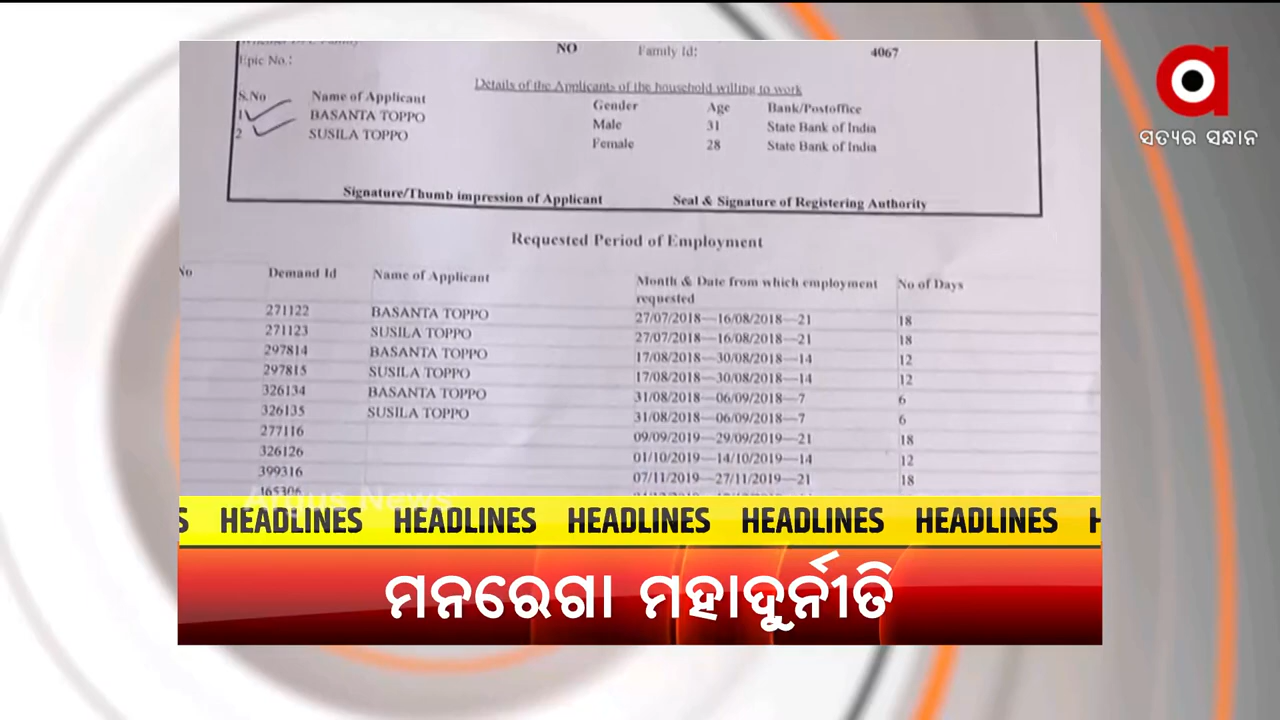 NO Family Id: 4067
Epic No.:
Details of the Applicants of the household willing to work
S.No Name of Applicant Gender Age Bank/Postoffice
1 BASANTA TOPPO Male 31 State Bank of India
2 SUSILA TOPPO Female 28 State Bank of India
Signature/Thumb impression of Applicant Seal & Signature of Registering Authority
Requested Period of Employment
No Demand Id Name of Applicant Month & Date from which employment No of Days
requested
271122 BASANTA TOPPO 27/07/2018—16/08/2018—21 18
271123 SUSILA TOPPO 27/07/2018—16/08/2018—21 18
297814 BASANTA TOPPO 17/08/2018—30/08/2018—14 12
297815 SUSILA TOPPO 17/08/2018—30/08/2018—14 12
326134 BASANTA TOPPO 31/08/2018—06/09/2018—7 6
326135 SUSILA TOPPO 31/08/2018—06/09/2018—7 6
277116 09/09/2019—29/09/2019—21 18
326126 01/10/2019—14/10/2019—14 12
399316 07/11/2019—27/11/2019—21 18
Argus News
ସତ୍ୟର ସନ୍ଧାନ
HEADLINES HEADLINES HEADLINES HEADLINES HEADLINES
ମନରେଗା ମହାଦୁର୍ନୀତି